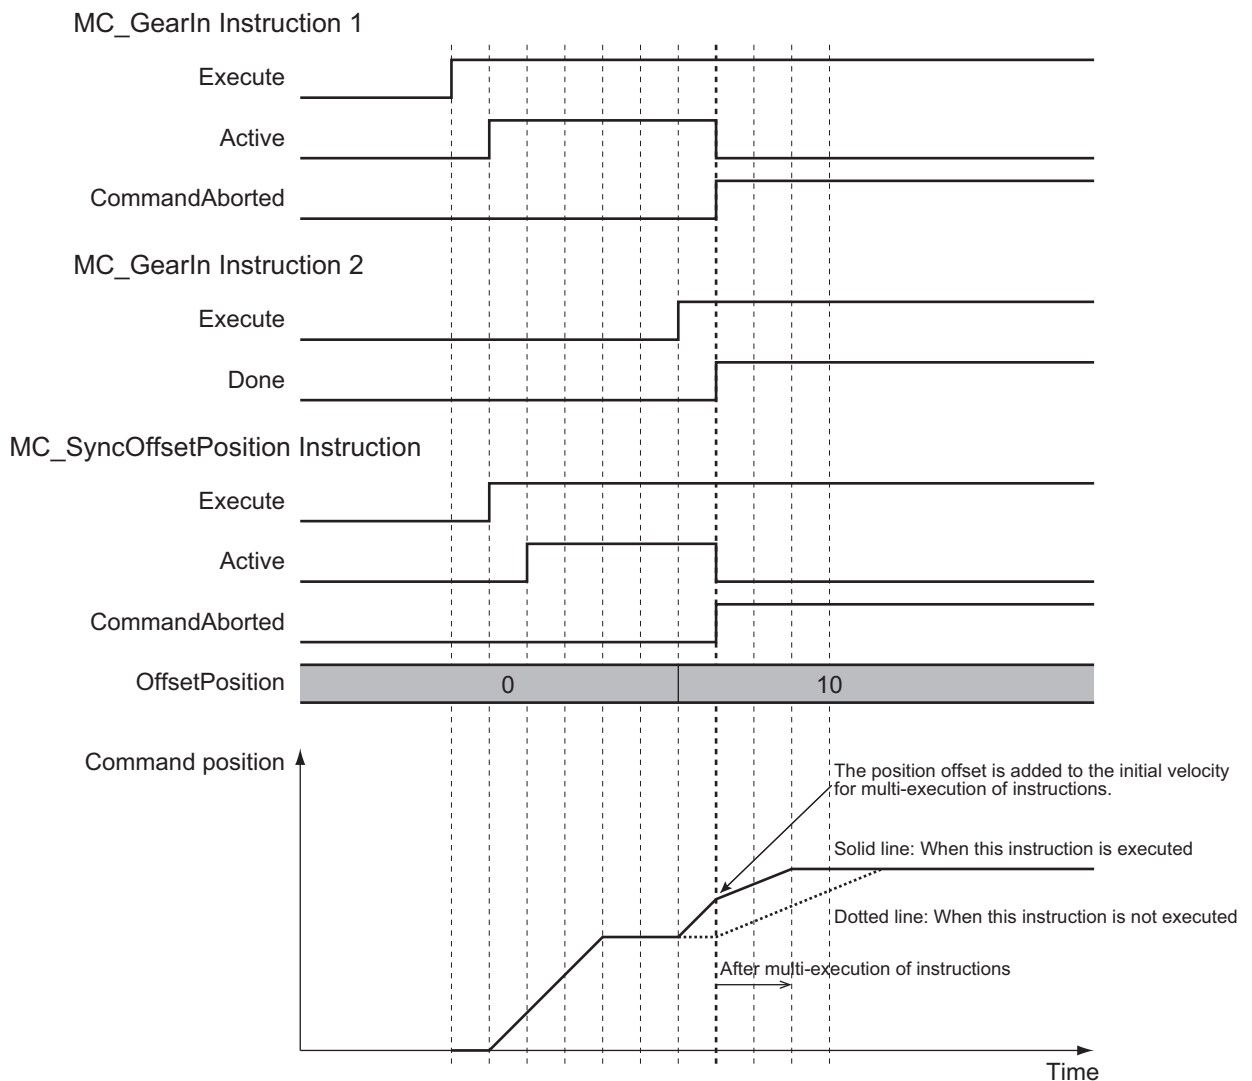 MC_GearIn Instruction 1
Execute
Active
CommandAborted
MC_GearIn Instruction 2
Execute
Done
MC_SyncOffsetPosition Instruction
Execute
Active
CommandAborted
OffsetPosition
0
10
Command position
The position offset is added to the initial velocity
for multi-execution of instructions.
Solid line: When this instruction is executed
Dotted line: When this instruction is not executed
After multi-execution of instructions
Time